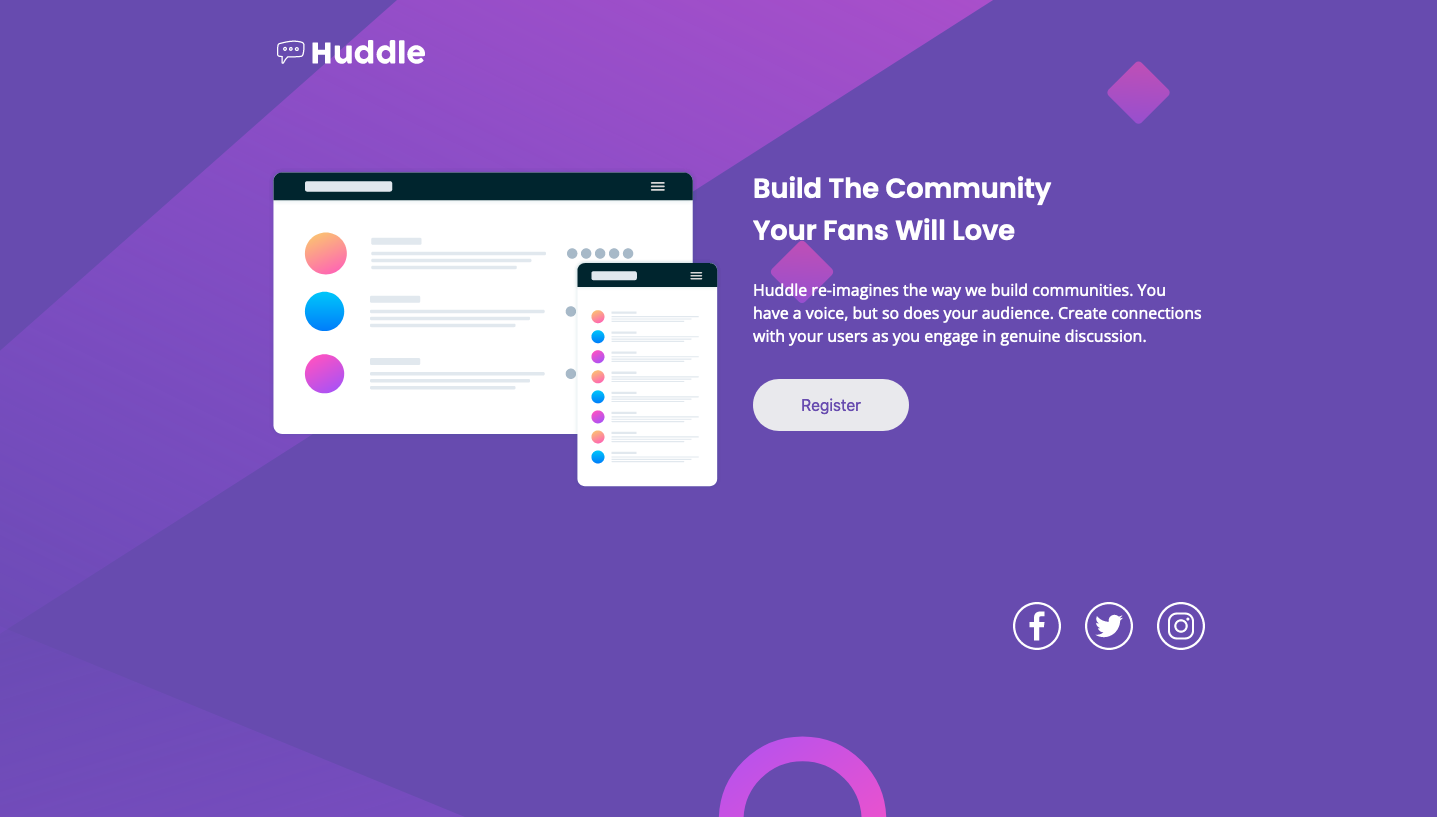 Huddle
Build The Community
Your Fans Will Love
Huddle re-imagines the way we build communities. You
have a voice, but so does your audience. Create connections
with your users as you engage in genuine discussion.
Register